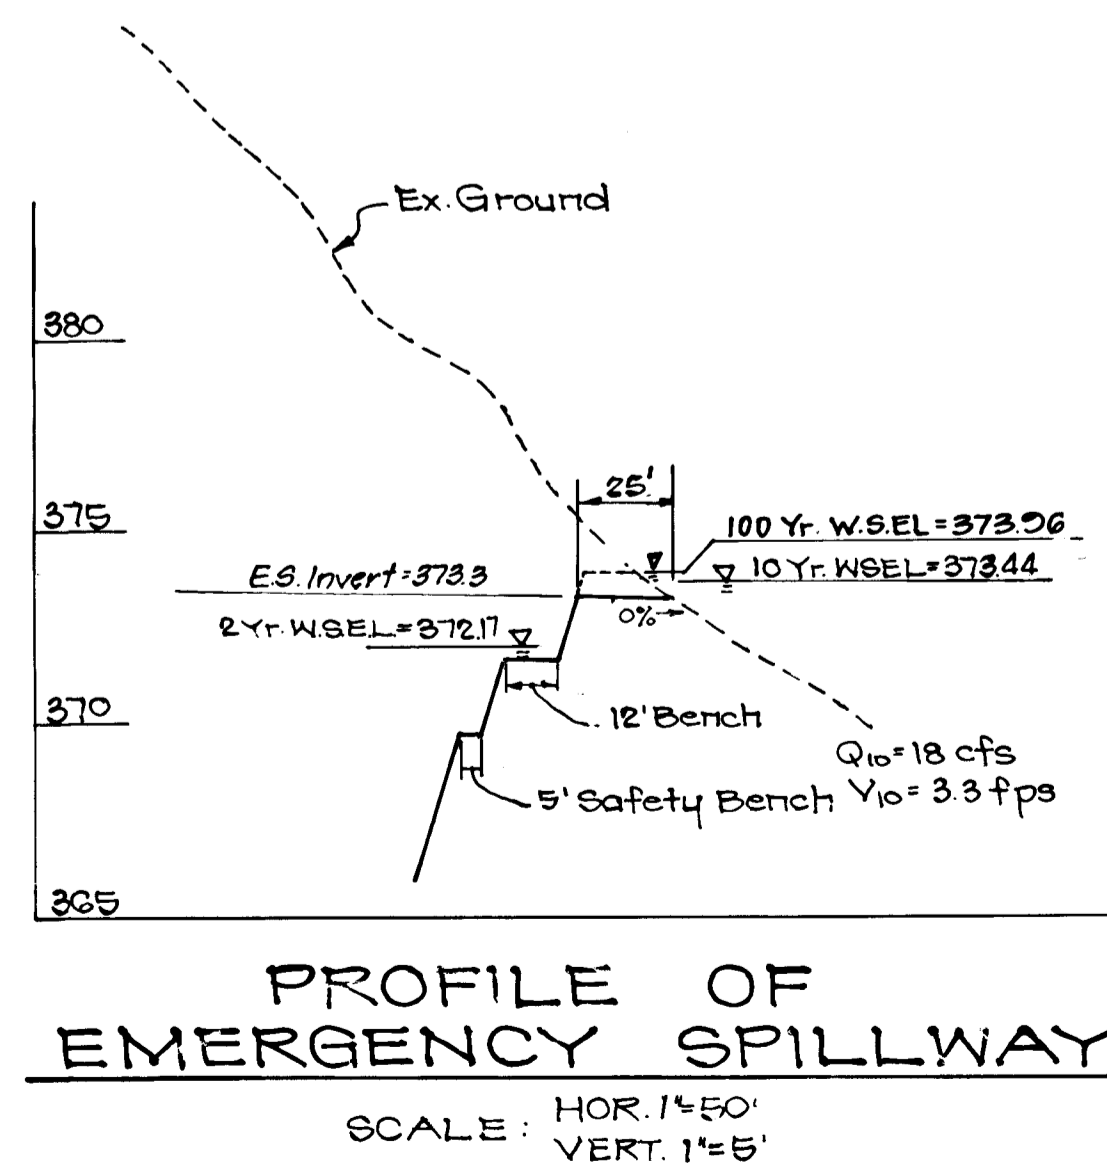 Ex. Ground
380
25'
375
100 Yr. W.S.EL = 373.96
E.S. Invert = 373.3
10 Yr. WSEL = 373.44
0%
2 Yr. W.S.EL = 372.17
370
12' Bench
Q10 = 18 cfs
5' Safety Bench
V10 = 3.3 fps
365
PROFILE OF
EMERGENCY SPILLWAY
SCALE: HOR. 1"=50'
VERT. 1"=5'